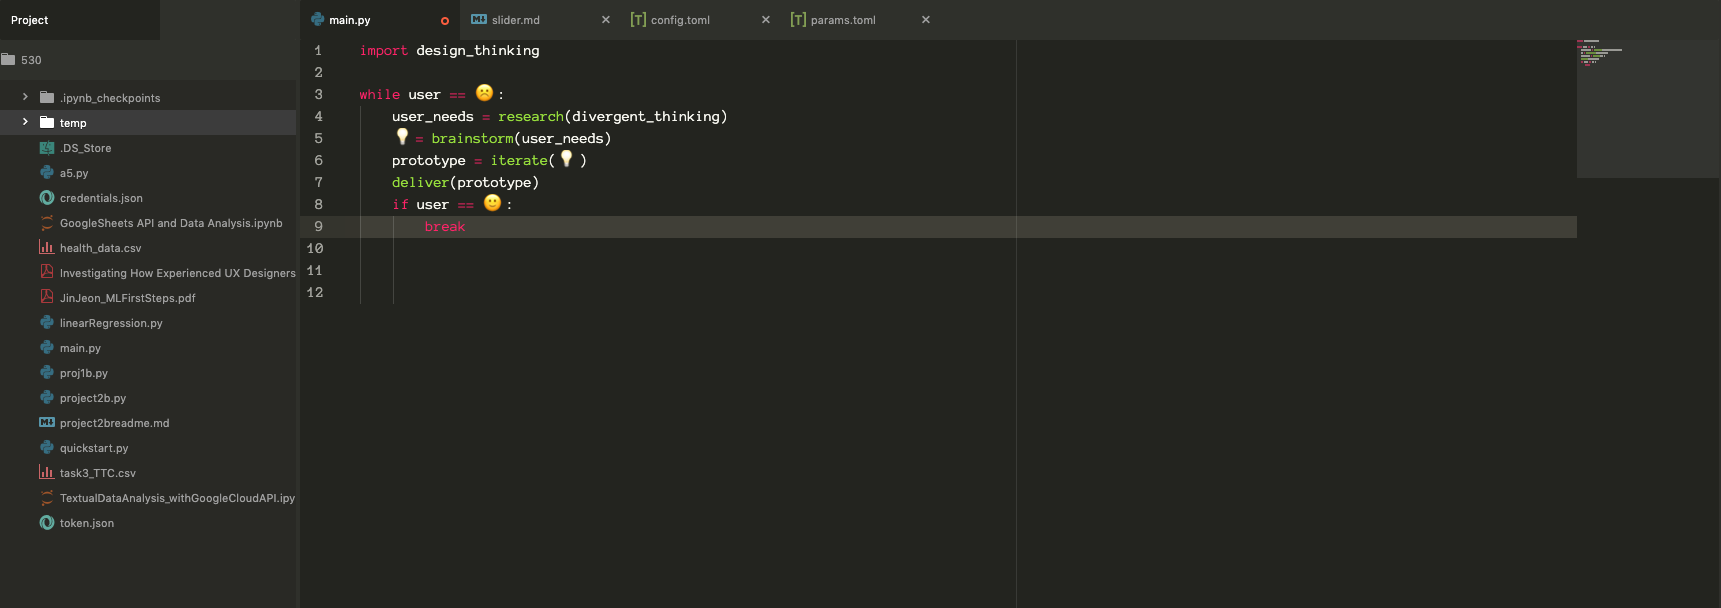 Project
main.py
slider.md
[T] config.toml
[T] params.toml
530
.ipynb_checkpoints
temp
.DS_Store
a5.py
credentials.json
GoogleSheets API and Data Analysis.ipynb
health_data.csv
Investigating How Experienced UX Designers
JinJeon_MLFirstSteps.pdf
linearRegression.py
main.py
proj1b.py
project2b.py
project2breadme.md
quickstart.py
task3_TTC.csv
TextualDataAnalysis_withGoogleCloudAPI.ipy
token.json
1 import design_thinking
2
3 while user == ☹️ :
4 user_needs = research(divergent_thinking)
5 💡 = brainstorm(user_needs)
6 prototype = iterate( 💡 )
7 deliver(prototype)
8 if user == 🙂 :
9 break
10
11
12